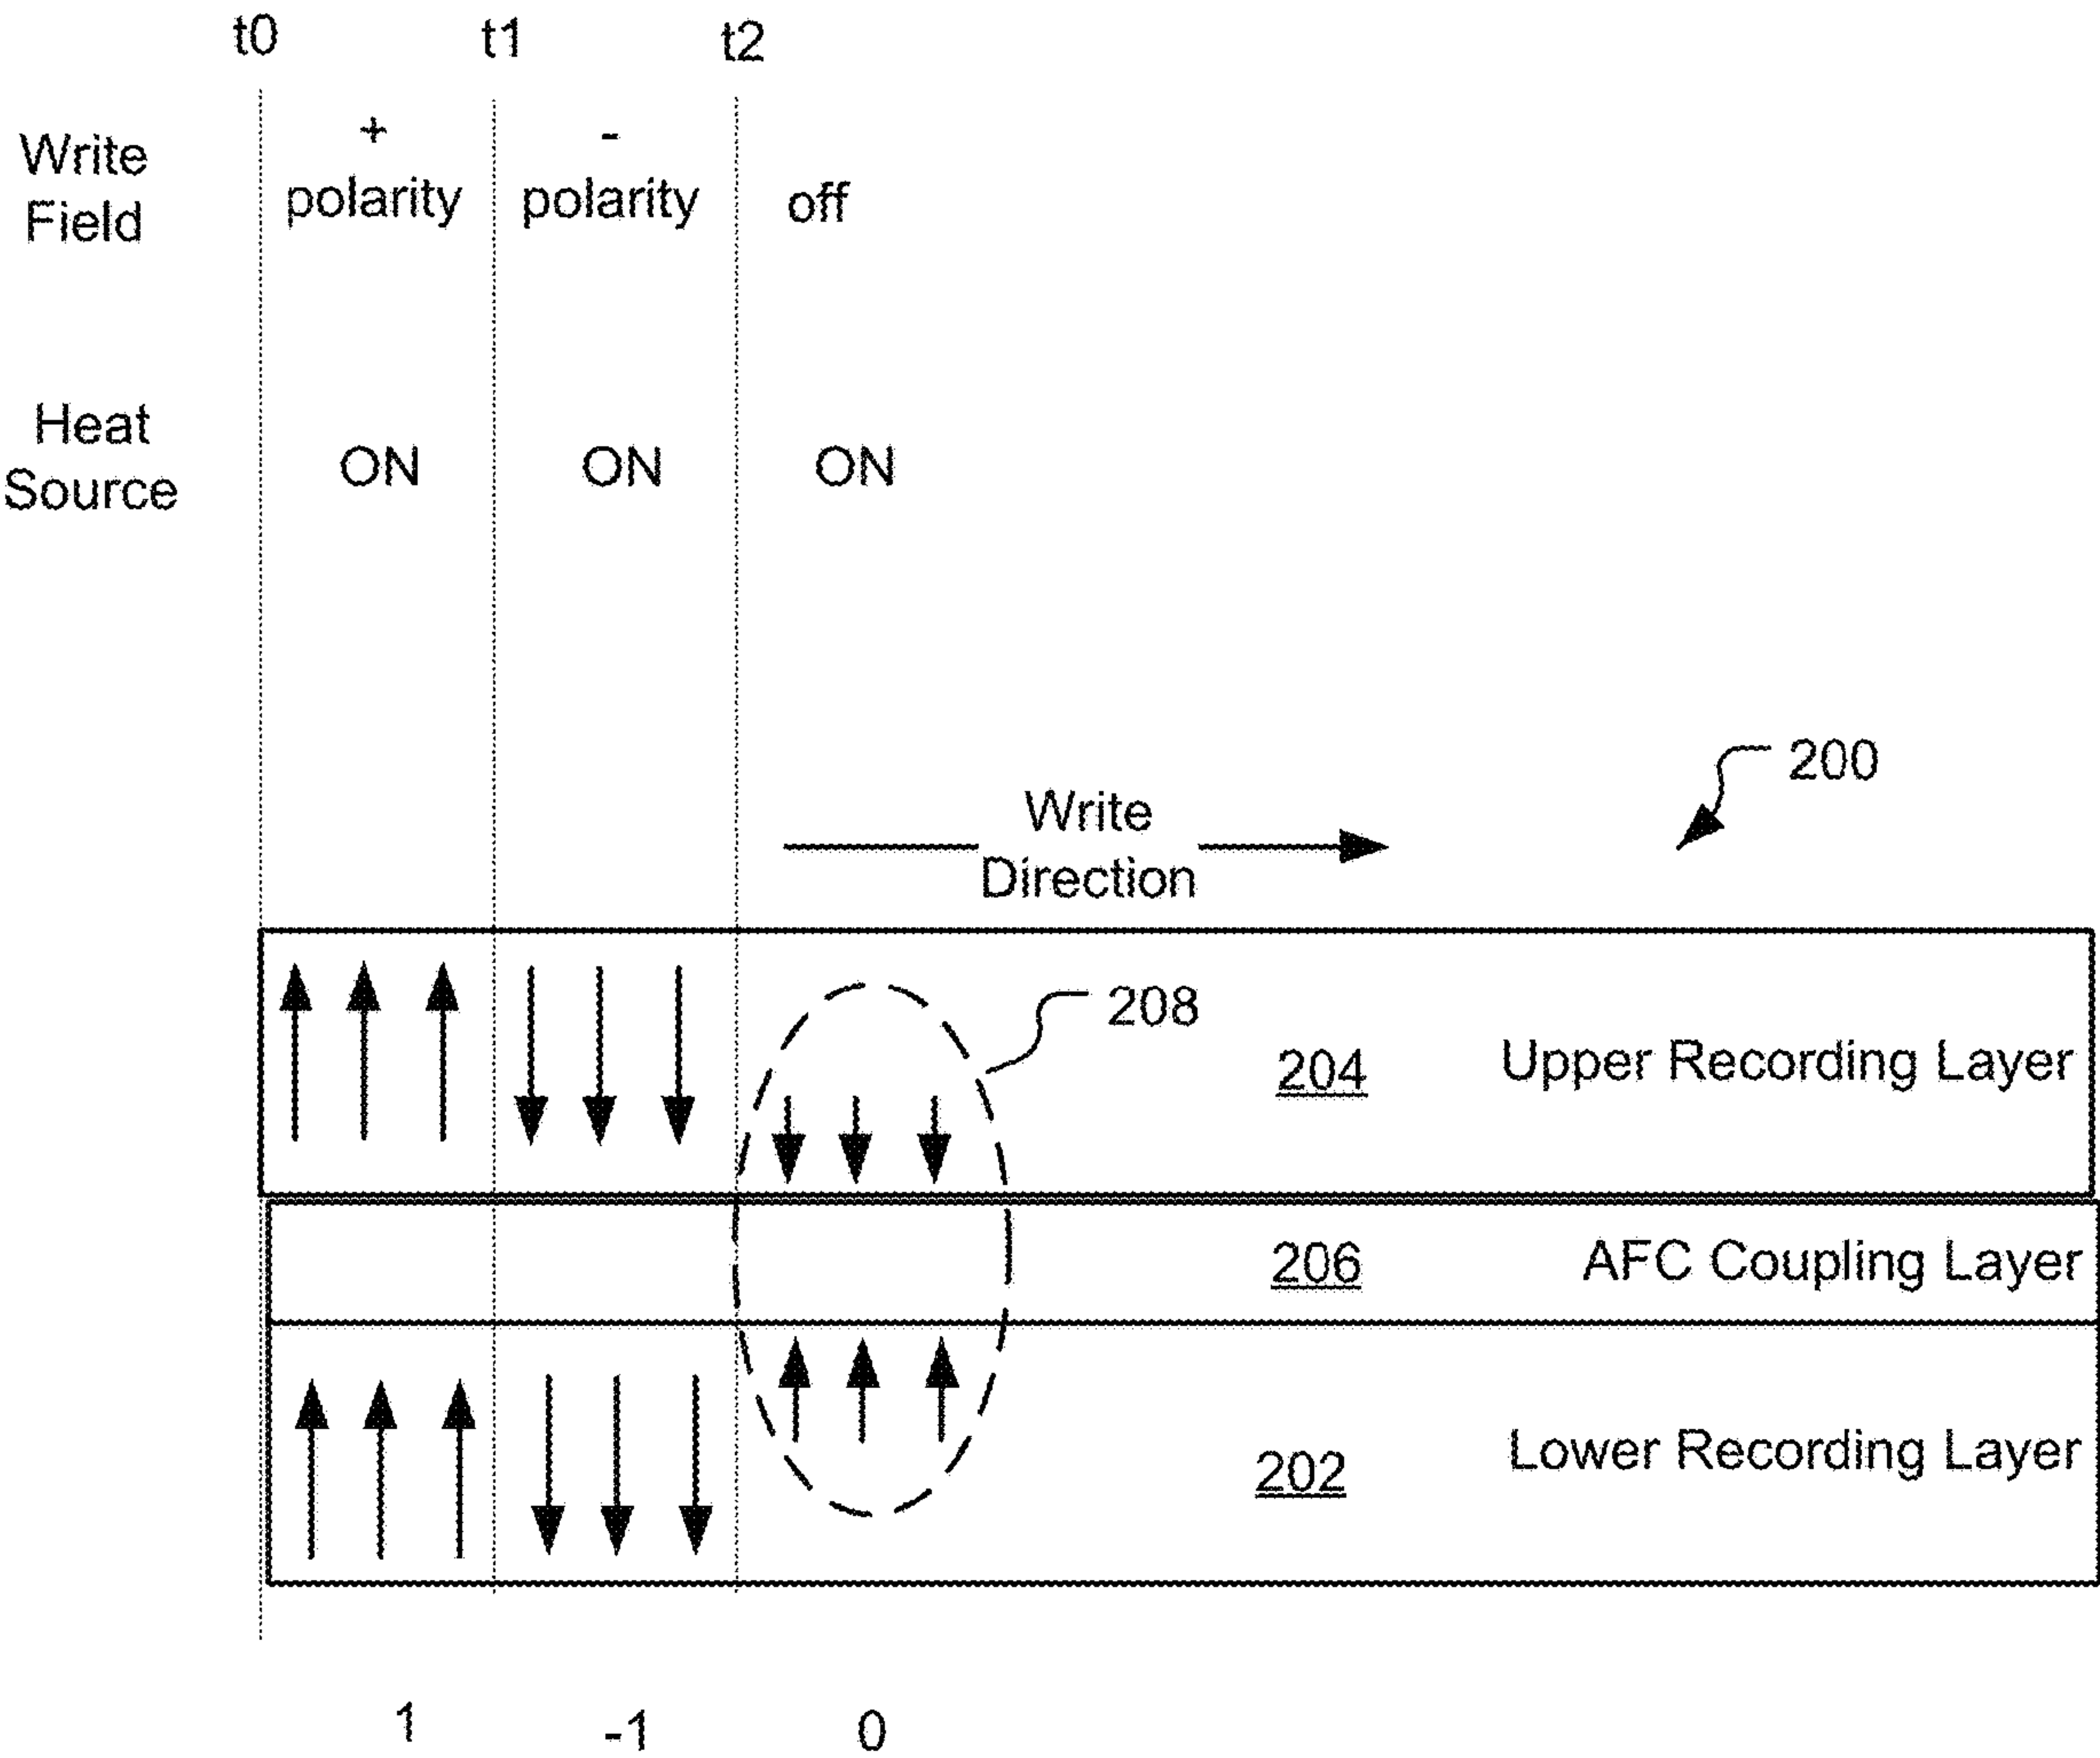 t0 t1 t2
+ -
Write
Field
polarity polarity off
Heat
Source
ON ON ON
200
Write
Direction
208
204 Upper Recording Layer
206 AFC Coupling Layer
202 Lower Recording Layer
1 -1 0